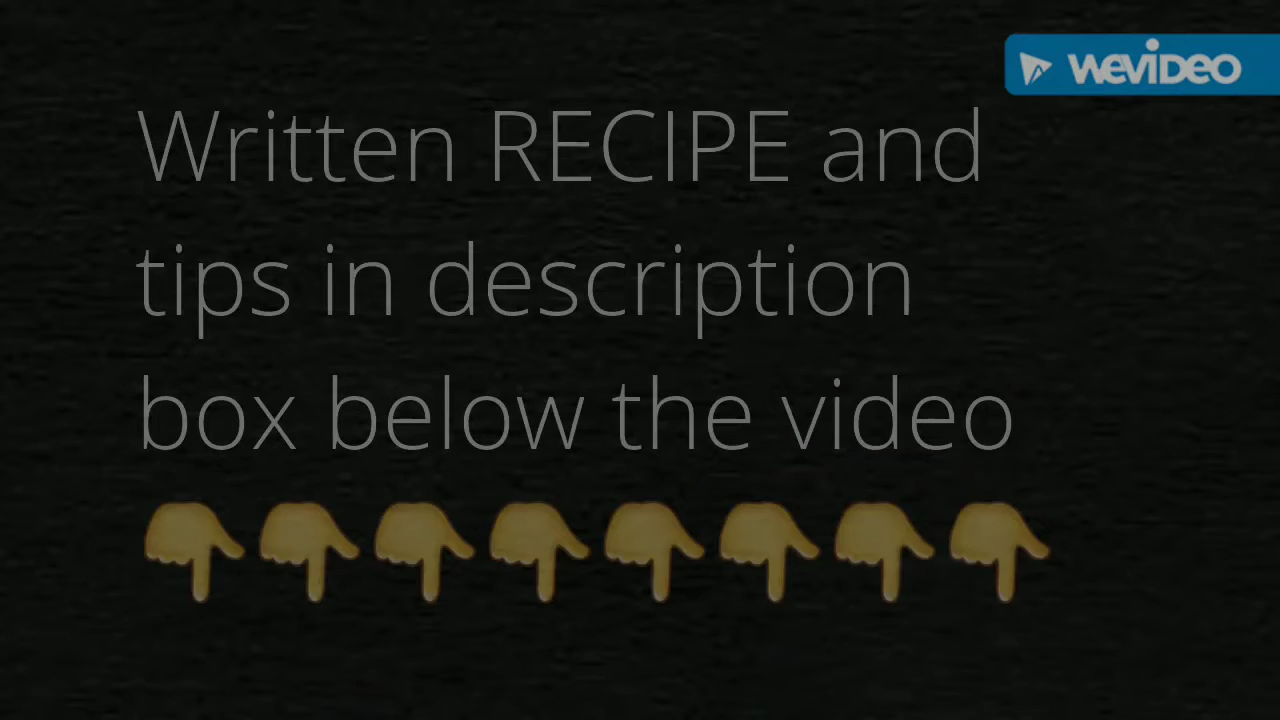 WEVIDEO
Written RECIPE and
tips in description
box below the video
👇👇👇👇👇👇👇👇